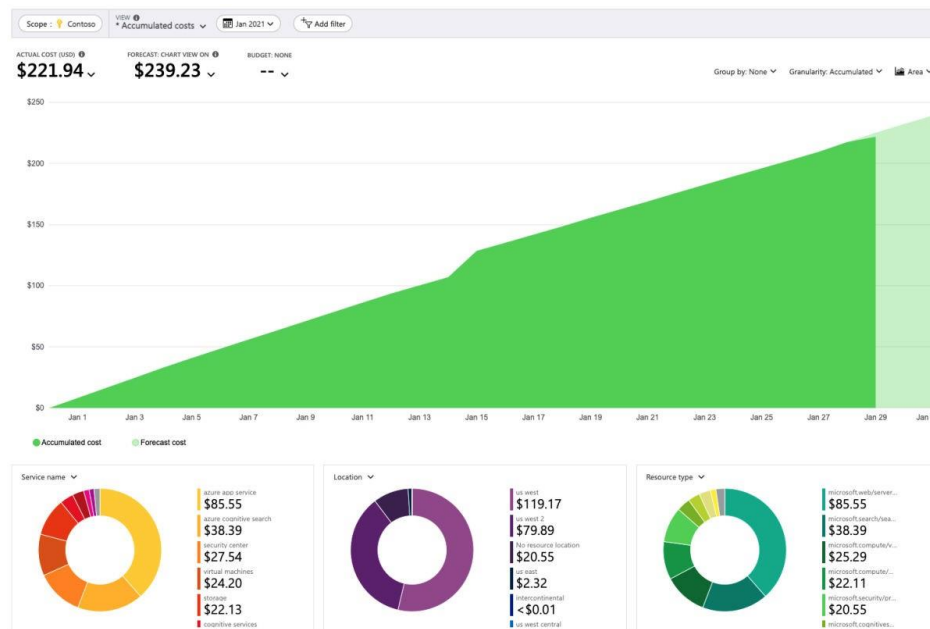 Scope : Contoso
VIEW
* Accumulated costs
Jan 2021
Add filter
ACTUAL COST (USD)
$221.94
FORECAST: CHART VIEW ON
$239.23
BUDGET: NONE
--
Group by: None
Granularity: Accumulated
Area
$250
$200
$150
$100
$50
$0
Jan 1 Jan 3 Jan 5 Jan 7 Jan 9 Jan 11 Jan 13 Jan 15 Jan 17 Jan 19 Jan 21 Jan 23 Jan 25 Jan 27 Jan 29 Jan
Accumulated cost Forecast cost
Service name
azure app service
$85.55
azure cognitive search
$38.39
security center
$27.54
virtual machines
$24.20
storage
$22.13
cognitive services
Location
us west
$119.17
us west 2
$79.89
No resource location
$20.55
us east
$2.32
intercontinental
<$0.01
us west central
Resource type
microsoft.web/server...
$85.55
microsoft.search/sea...
$38.39
microsoft.compute/v...
$25.29
microsoft.compute/...
$22.11
microsoft.security/pr...
$20.55
microsoft.cognitives...